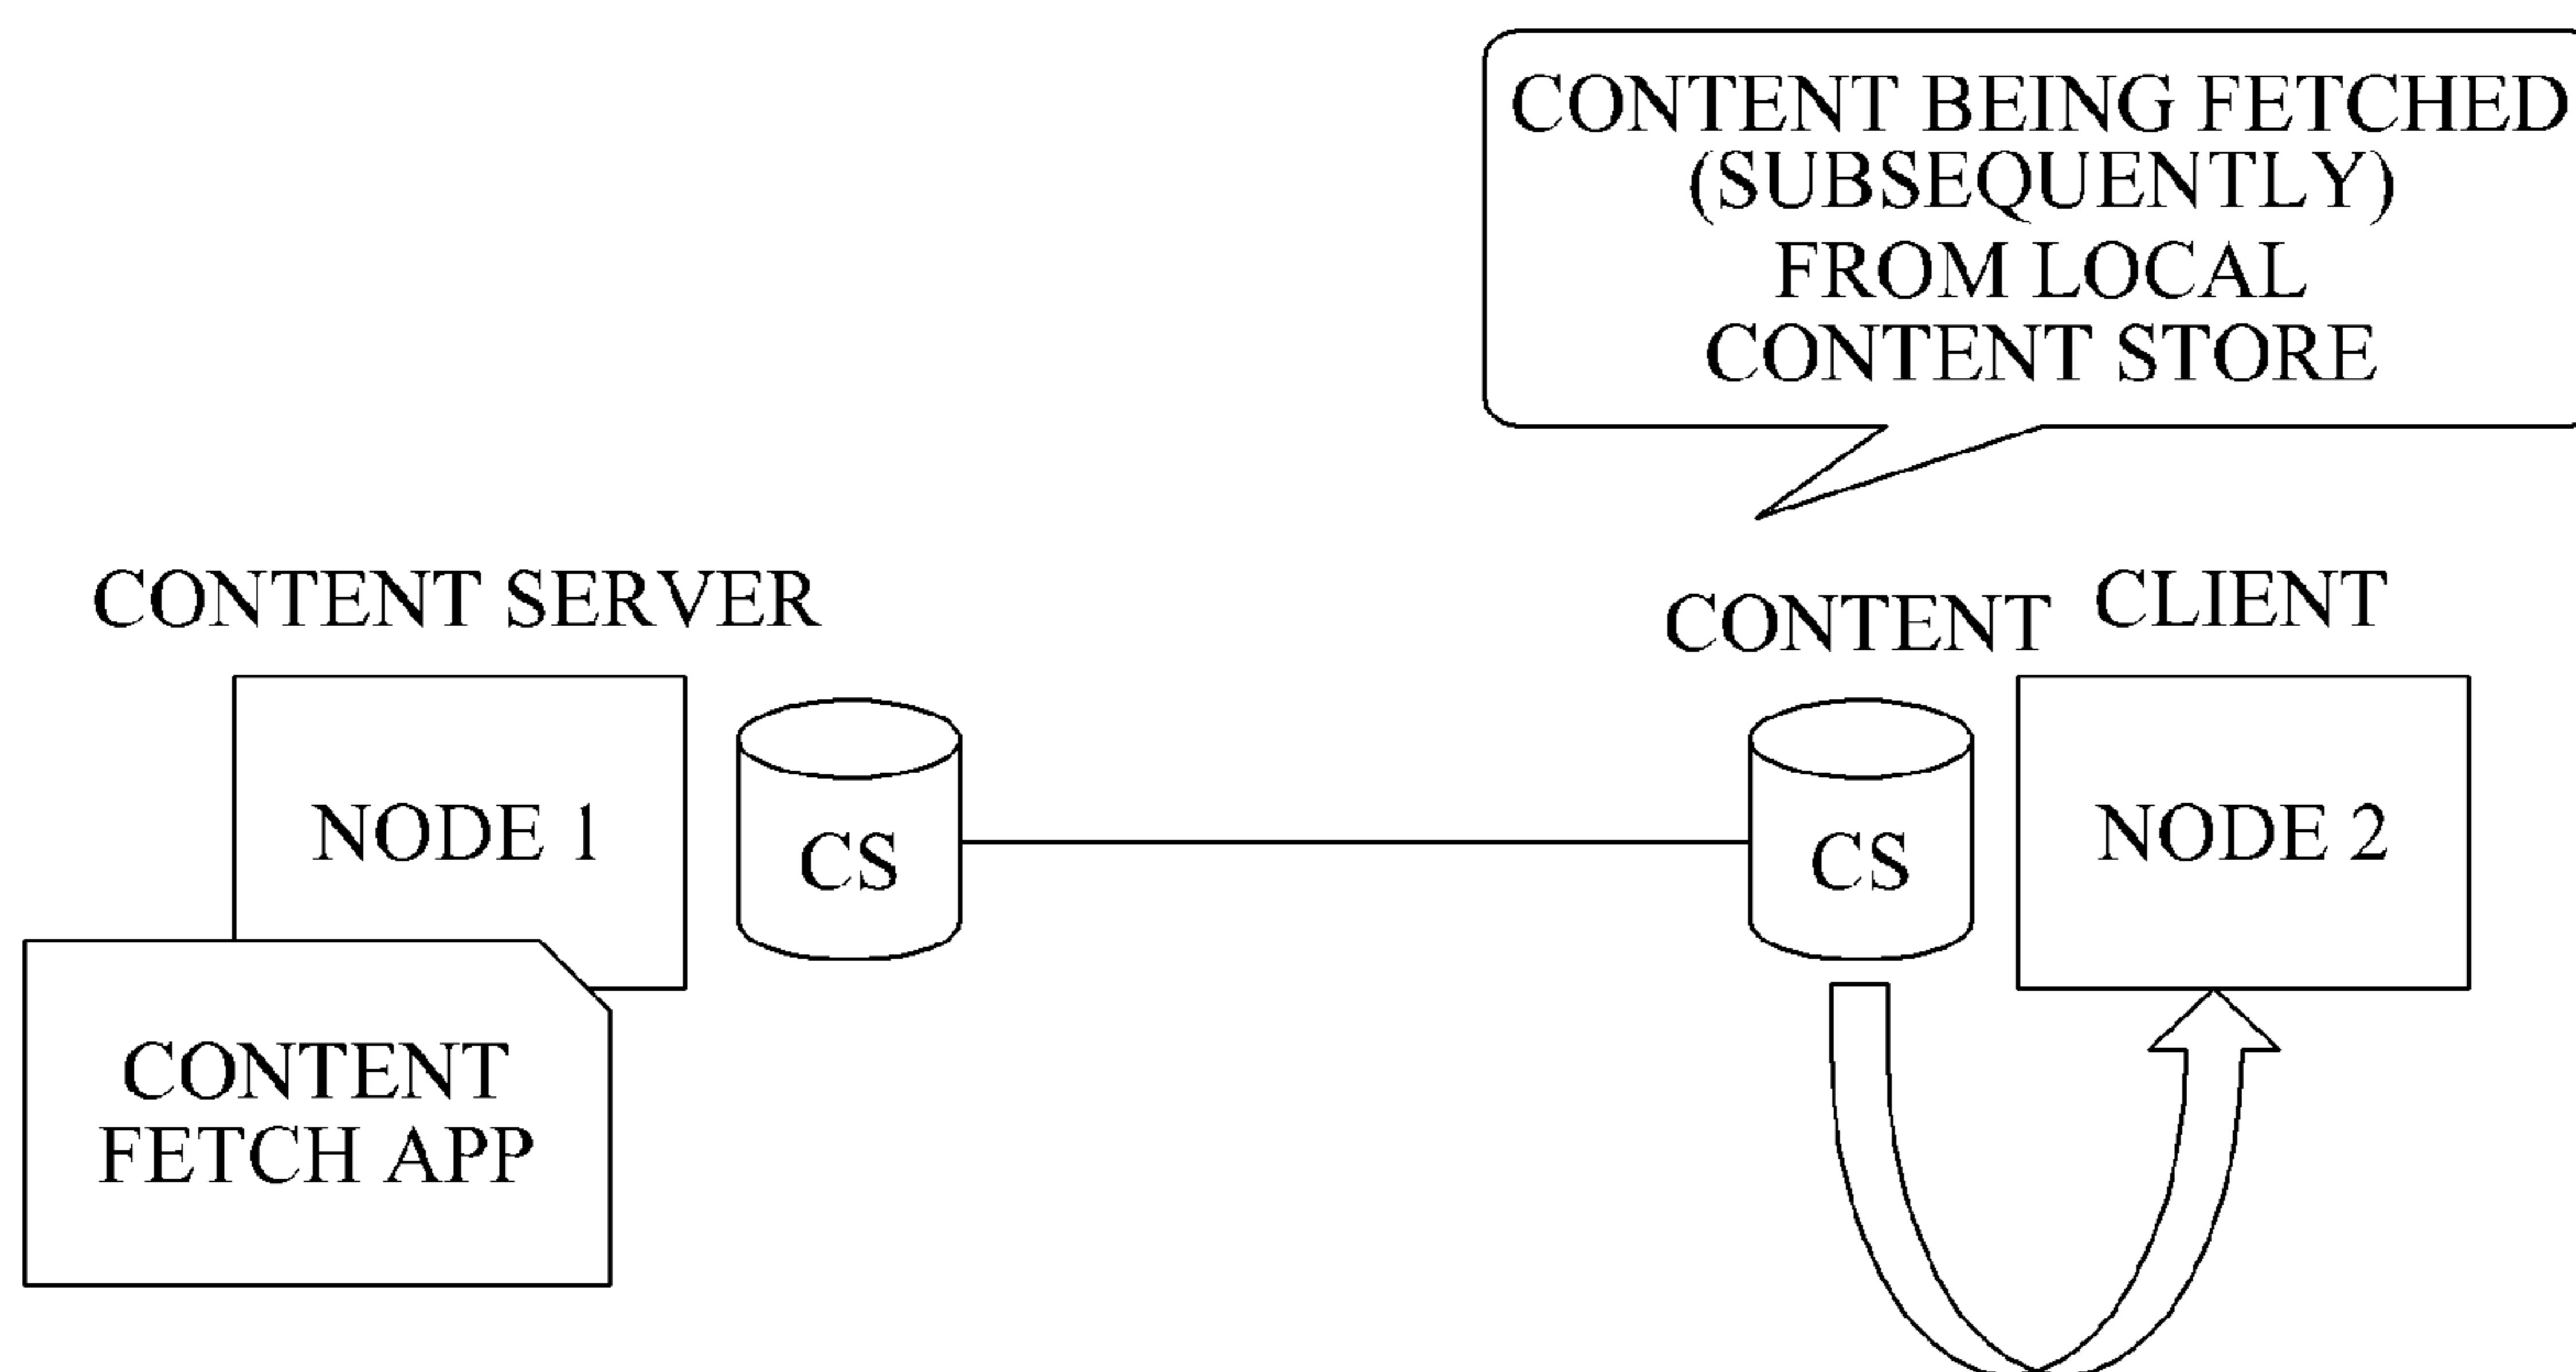 CONTENT BEING FETCHED
(SUBSEQUENTLY)
FROM LOCAL
CONTENT STORE
CONTENT SERVER
CONTENT
CLIENT
NODE 1
CS
CS
NODE 2
CONTENT
FETCH APP